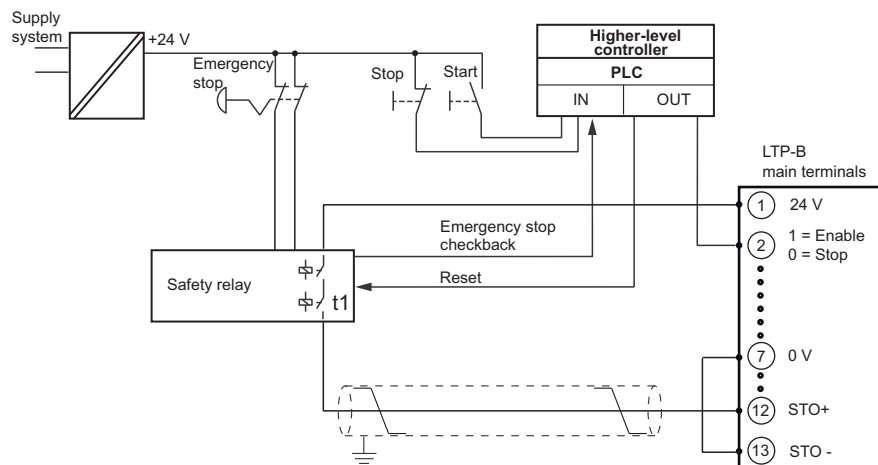 Supply
system
+24 V
Emergency
stop
Stop
Start
Higher-level
controller
PLC
IN
OUT
LTP-B
main terminals
1
24 V
2
1 = Enable
0 = Stop
Emergency stop
checkback
Reset
Safety relay
t1
7
0 V
12
STO+
13
STO -